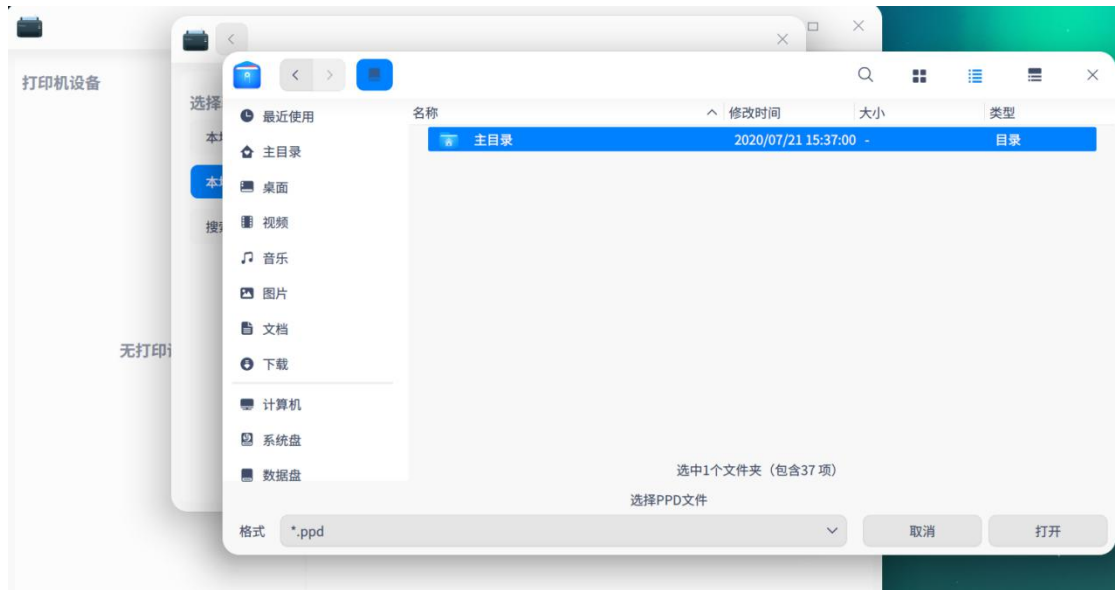 打印机设备
选择
本
本
搜
无打印
最近使用
主目录
桌面
视频
音乐
图片
文档
下载
计算机
系统盘
数据盘
名称 修改时间 大小 类型
主目录 2020/07/21 15:37:00 - 目录
选中1个文件夹（包含37 项）
选择PPD文件
格式 *.ppd 取消 打开